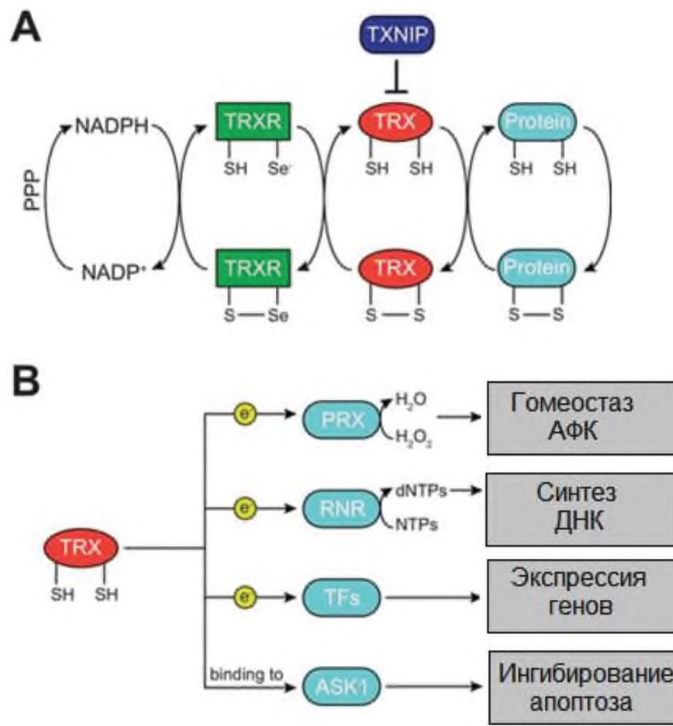 A
TXNIP
NADPH
TRXR
TRX
Protein
SH
Se-
SH
SH
SH
SH
PPP
NADP+
TRXR
TRX
Protein
S
Se
S
S
S
S
B
e-
PRX
H2O
H2O2
Гомеостаз
АФК
e-
RNR
dNTPs
NTPs
Синтез
ДНК
TRX
SH
SH
e-
TFs
Экспрессия
генов
binding to
ASK1
Ингибирование
апоптоза